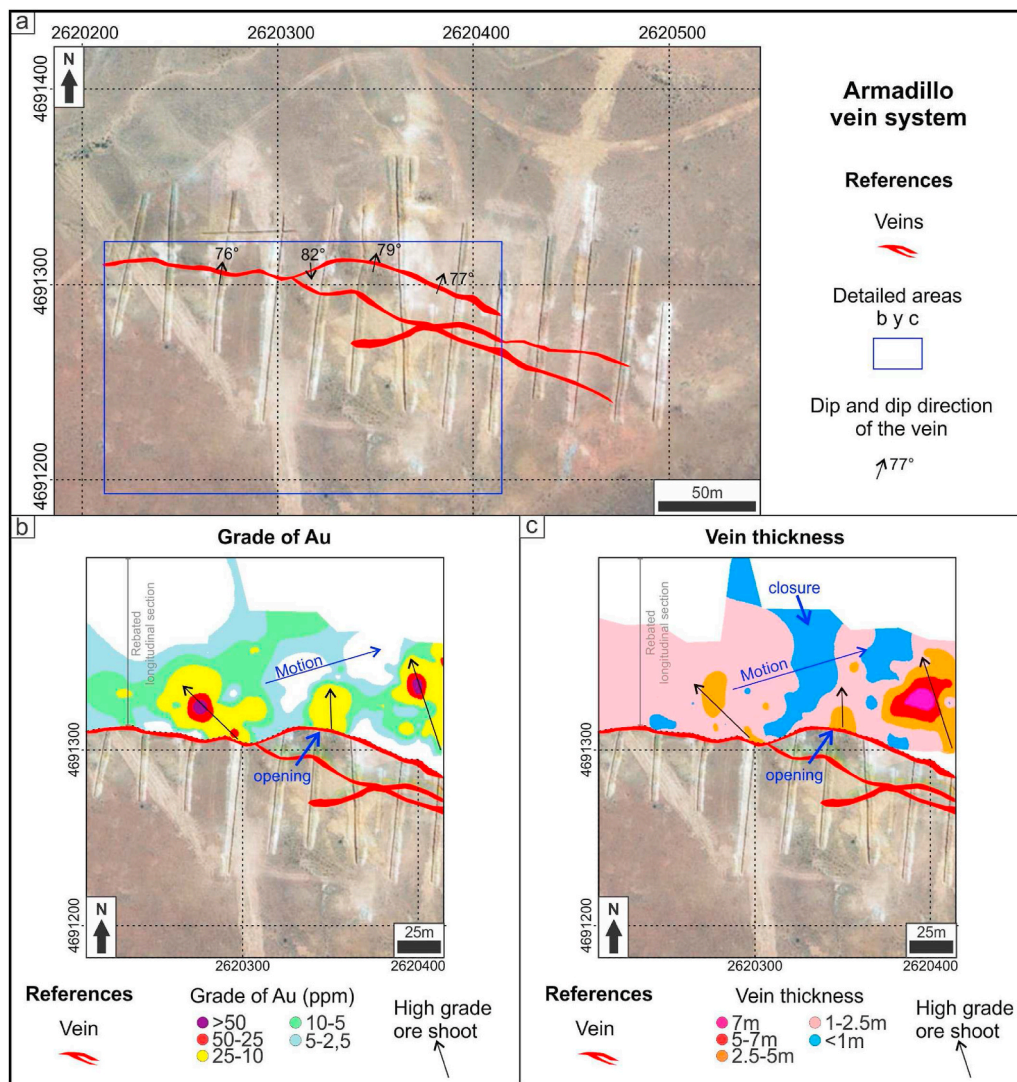 a
2620200 2620300 2620400 2620500
N
4691400
4691300
4691200
76°
82°
79°
77°
50m
Armadillo
vein system
References
Veins
Detailed areas
b y c
Dip and dip direction
of the vein
77°
b
Grade of Au
Rebated
longitudinal section
Motion
opening
4691300
4691200
N
25m
2620300 2620400
References
Vein
Grade of Au (ppm)
>50
50-25
25-10
10-5
5-2,5
High grade
ore shoot
c
Vein thickness
Rebated
longitudinal section
closure
Motion
opening
4691300
4691200
N
25m
2620300 2620400
References
Vein
Vein thickness
7m
5-7m
2.5-5m
1-2.5m
<1m
High grade
ore shoot